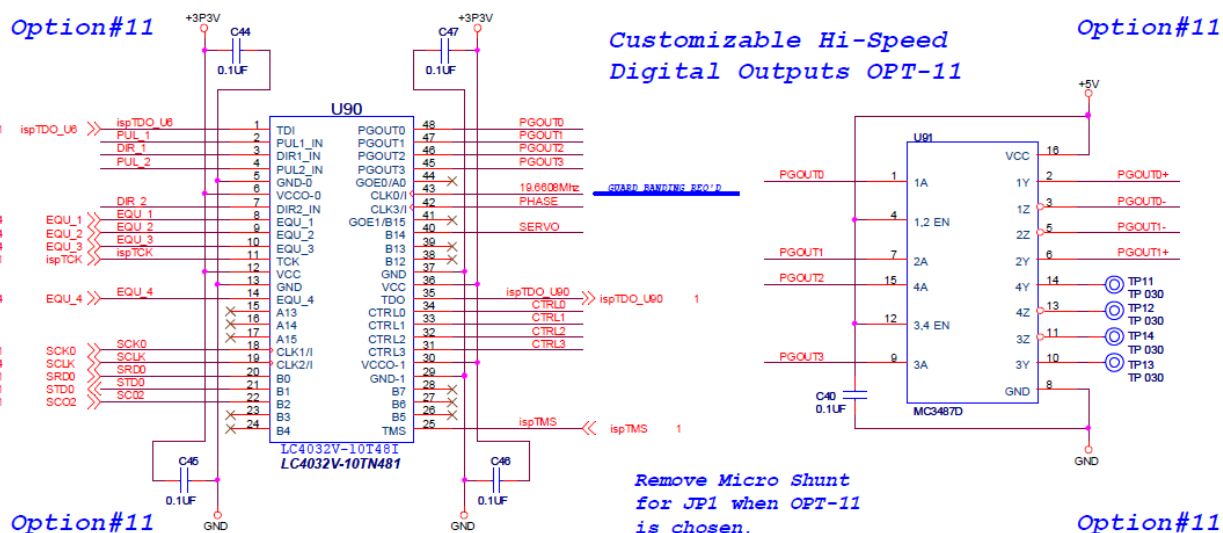 Option#11
+3P3V
C44
0.1UF
+3P3V
C47
0.1UF
Customizable Hi-Speed
Digital Outputs OPT-11
Option#11
U90
ispTDO_U6 ispTDO_U6 1 TDI PGOUT0 48 PGOUT0
PUL_1 2 PUL1_IN PGOUT1 47 PGOUT1
DIR_1 3 DIR1_IN PGOUT2 46 PGOUT2
PUL_2 4 PUL2_IN PGOUT3 45 PGOUT3
5 GND-0 GOE0/A0 44
6 VCCO-0 CLK0/I 43 19.6608Mhz GUARD BANDING REQ'D
DIR_2 7 DIR2_IN CLK3/I 42 PHASE
EQU_1 EQU_1 8 EQU_1 GOE1/B15 41
EQU_2 EQU_2 9 EQU_2 B14 40 SERVO
EQU_3 EQU_3 10 EQU_3 B13 39
ispTCK ispTCK 11 TCK B12 38
12 VCC GND 37
13 GND VCC 36
EQU_4 EQU_4 14 EQU_4 TDO 35 ispTDO_U90 ispTDO_U90 1
15 A13 CTRL0 34 CTRL0
16 A14 CTRL1 33 CTRL1
17 A15 CTRL2 32 CTRL2
SCK0 SCK0 18 CLK1/I CTRL3 31 CTRL3
SCLK SCLK 19 CLK2/I VCCO-1 30
SRD0 SRD0 20 B0 GND-1 29
STD0 STD0 21 B1 B7 28
SC02 SC02 22 B2 B6 27
23 B3 B5 26
24 B4 TMS 25 ispTMS ispTMS 1
LC4032V-10T48I
LC4032V-10TN48I
C45
0.1UF
GND
C46
0.1UF
GND
+5V
U91
VCC 16
PGOUT0 1 1A 1Y 2 PGOUT0+
1Z 3 PGOUT0-
4 1,2 EN 2Z 5 PGOUT1-
PGOUT1 7 2A 2Y 6 PGOUT1+
PGOUT2 15 4A 4Y 14 TP11
TP 030
4Z 13 TP12
TP 030
12 3,4 EN 3Z 11 TP14
TP 030
PGOUT3 9 3A 3Y 10 TP13
TP 030
GND 8
C40
0.1UF
MC3487D
GND
Remove Micro Shunt
for JP1 when OPT-11
is chosen.
Option#11
Option#11